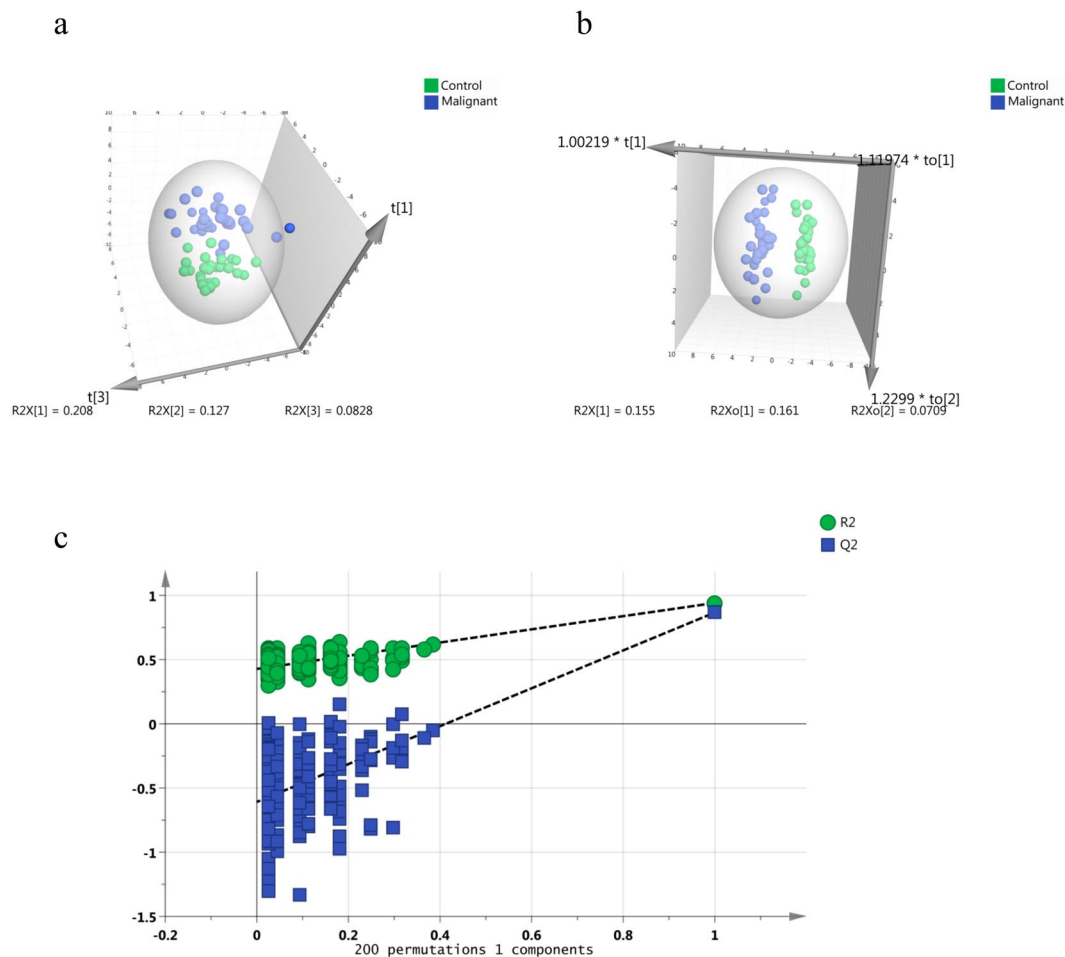 a
b
Control
Malignant
Control
Malignant
1.00219 * t[1]
1.11974 * to[1]
t[1]
t[3]
1.2299 * to[2]
R2X[1] = 0.208
R2X[2] = 0.127
R2X[3] = 0.0828
R2X[1] = 0.155
R2Xo[1] = 0.161
R2Xo[2] = 0.0709
c
R2
Q2
1
0.5
0
-0.5
-1
-1.5
-0.2 0 0.2 0.4 0.6 0.8 1
200 permutations 1 components